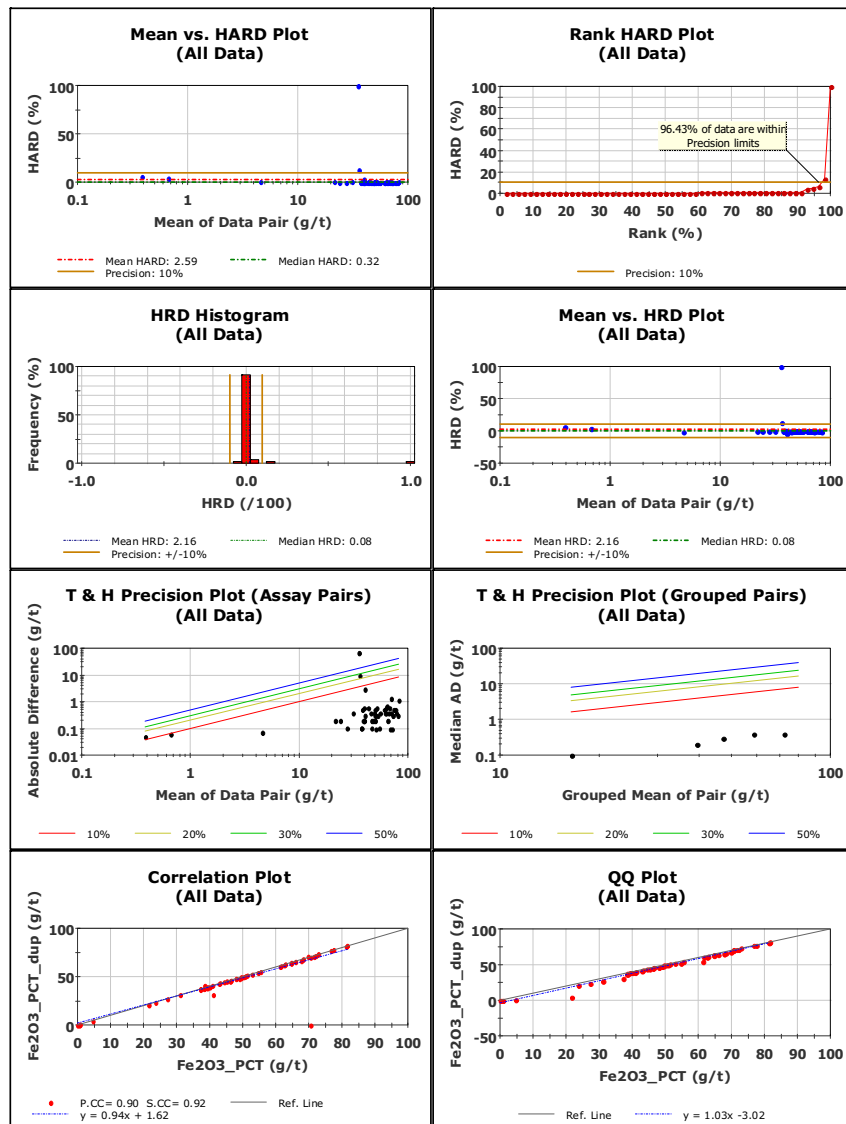 Mean vs. HARD Plot
(All Data)
HARD (%)
100
50
0
0.1
1
10
100
Mean of Data Pair (g/t)
Mean HARD: 2.59
Median HARD: 0.32
Precision: 10%
Rank HARD Plot
(All Data)
HARD (%)
100
80
60
40
20
0
96.43% of data are within
Precision limits
0 10 20 30 40 50 60 70 80 90 100
Rank (%)
Precision: 10%
HRD Histogram
(All Data)
Frequency (%)
100
50
0
-1.0
0.0
1.0
HRD (/100)
Mean HRD: 2.16
Median HRD: 0.08
Precision: +/-10%
Mean vs. HRD Plot
(All Data)
HRD (%)
100
50
0
-50
0.1
1
10
100
Mean of Data Pair (g/t)
Mean HRD: 2.16
Median HRD: 0.08
Precision: +/-10%
T & H Precision Plot (Assay Pairs)
(All Data)
Absolute Difference (g/t)
100
10
1
0.1
0.01
0.1
1
10
100
Mean of Data Pair (g/t)
10%
20%
30%
50%
T & H Precision Plot (Grouped Pairs)
(All Data)
Median AD (g/t)
100
10
1
0.1
10
100
Grouped Mean of Pair (g/t)
10%
20%
30%
50%
Correlation Plot
(All Data)
Fe2O3_PCT_dup (g/t)
100
50
0
0 10 20 30 40 50 60 70 80 90 100
Fe2O3_PCT (g/t)
P.CC= 0.90 S.CC= 0.92
Ref. Line
y = 0.94x + 1.62
QQ Plot
(All Data)
Fe2O3_PCT_dup (g/t)
100
50
0
-50
0 10 20 30 40 50 60 70 80 90 100
Fe2O3_PCT (g/t)
Ref. Line
y = 1.03x -3.02